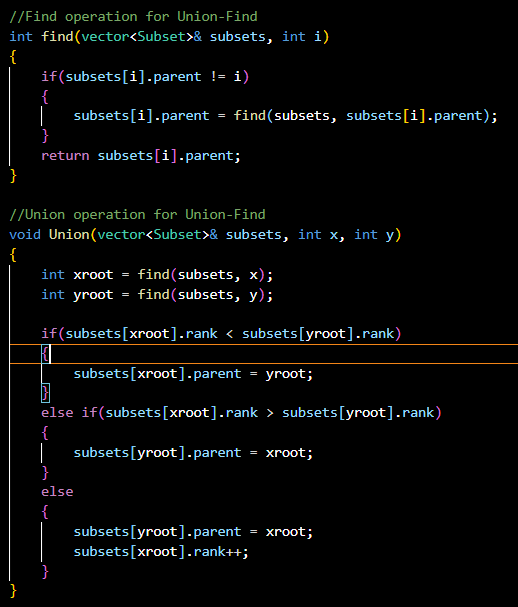 //Find operation for Union-Find
int find(vector<Subset>& subsets, int i)
{
    if(subsets[i].parent != i)
    {
        subsets[i].parent = find(subsets, subsets[i].parent);
    }
    return subsets[i].parent;
}

//Union operation for Union-Find
void Union(vector<Subset>& subsets, int x, int y)
{
    int xroot = find(subsets, x);
    int yroot = find(subsets, y);

    if(subsets[xroot].rank < subsets[yroot].rank)
    {
        subsets[xroot].parent = yroot;
    }
    else if(subsets[xroot].rank > subsets[yroot].rank)
    {
        subsets[yroot].parent = xroot;
    }
    else
    {
        subsets[yroot].parent = xroot;
        subsets[xroot].rank++;
    }
}